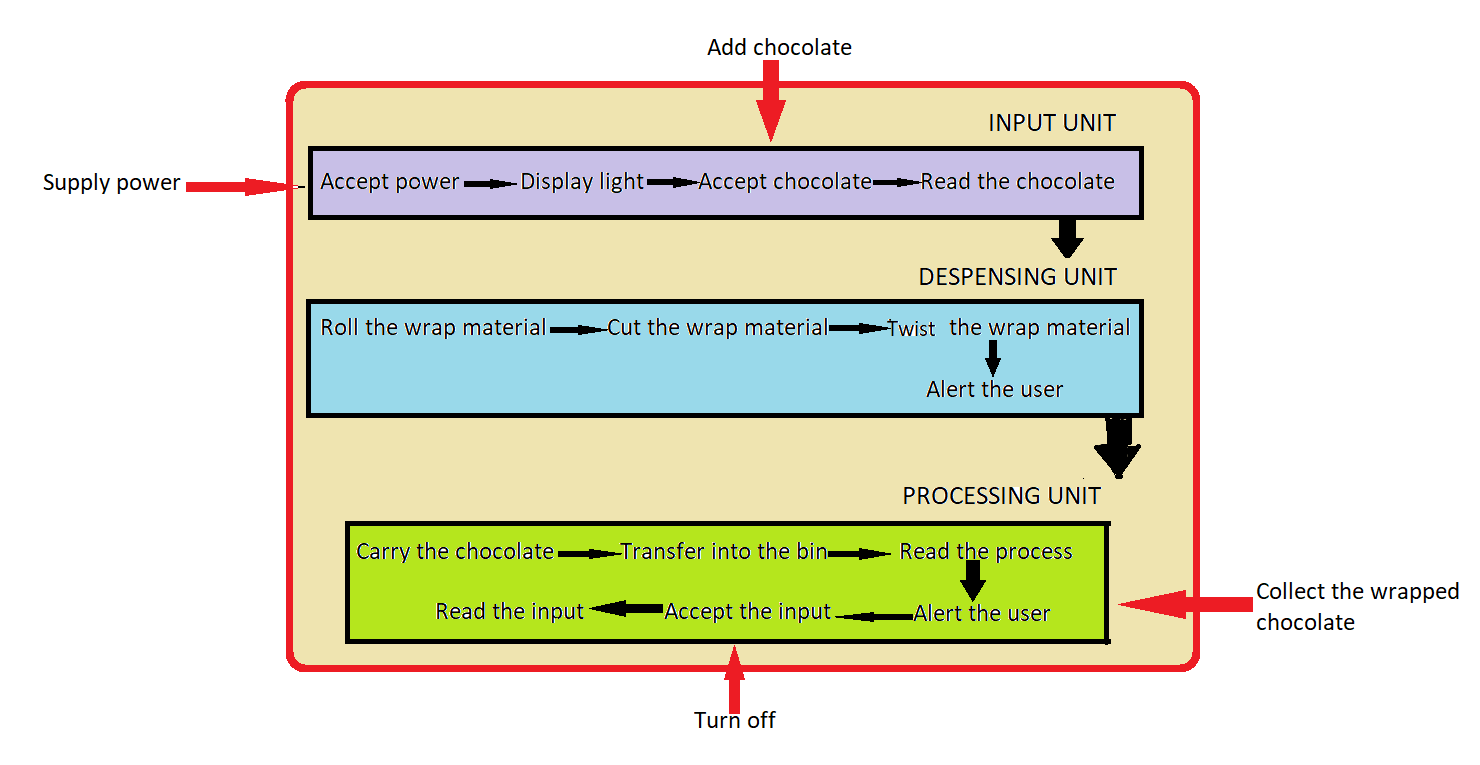 Add chocolate
INPUT UNIT
Supply power
Accept power Display light Accept chocolate Read the chocolate
DESPENSING UNIT
Roll the wrap material Cut the wrap material Twist the wrap material
Alert the user
PROCESSING UNIT
Carry the chocolate Transfer into the bin Read the process
Read the input Accept the input Alert the user
Collect the wrapped
chocolate
Turn off